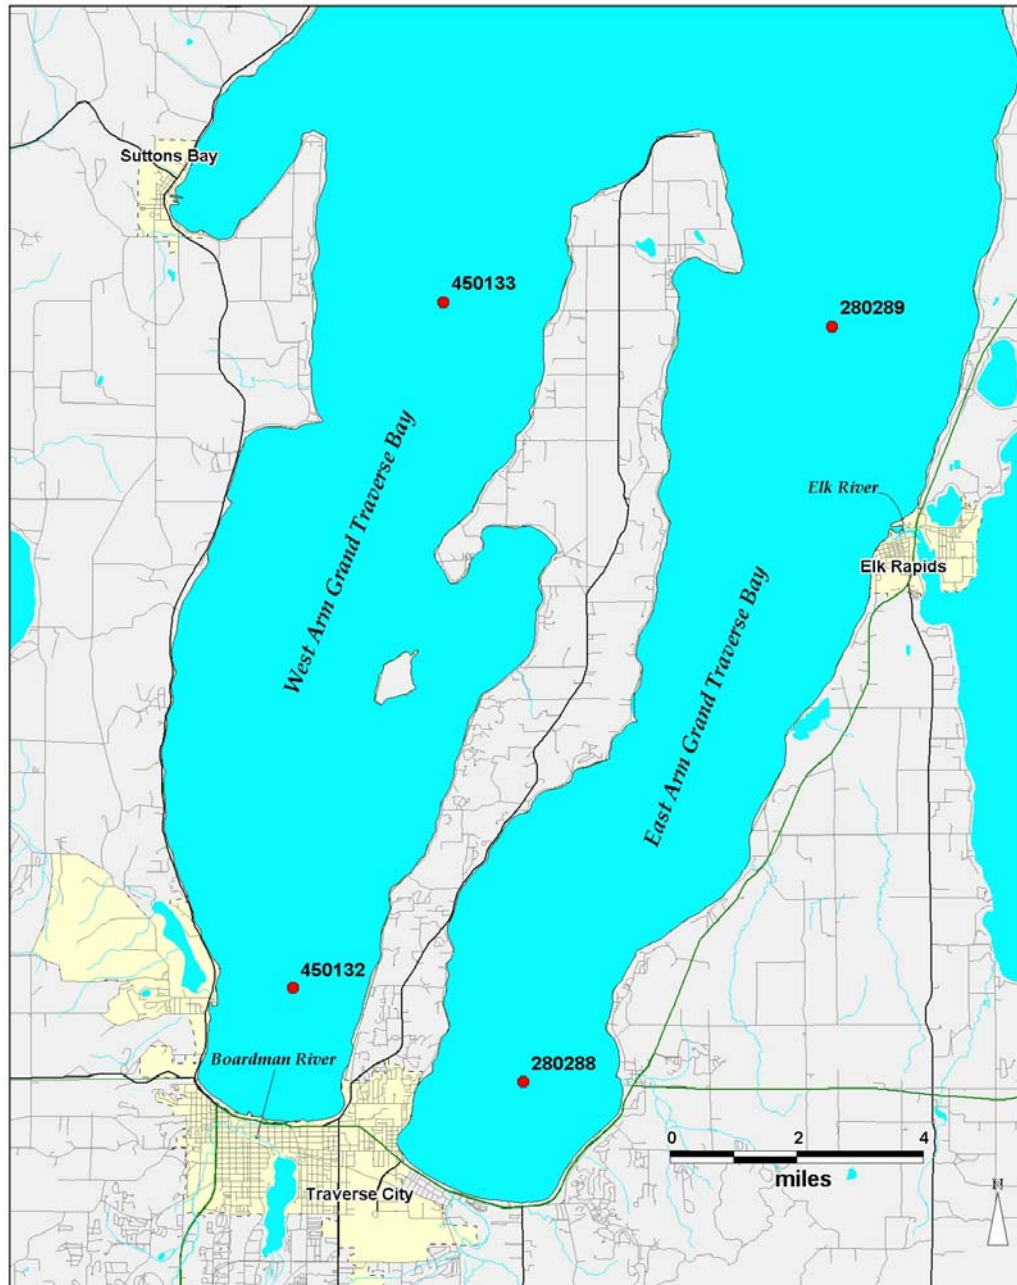 Suttons Bay
450133
280289
West Arm Grand Traverse Bay
Elk River
Elk Rapids
East Arm Grand Traverse Bay
450132
Boardman River
280288
0 2 4
miles
Traverse City
N